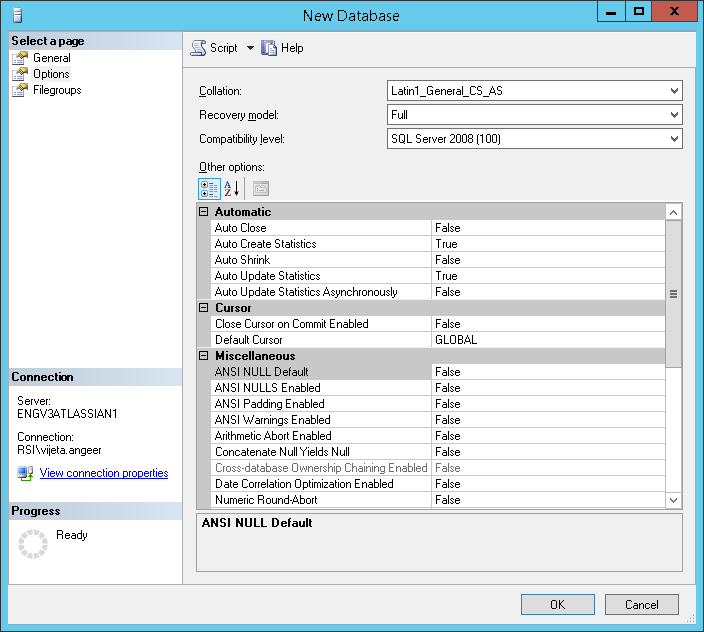 New Database
Select a page
General
Options
Filegroups
Script
Help
Collation: Latin1_General_CS_AS
Recovery model: Full
Compatibility level: SQL Server 2008 (100)
Other options:
Automatic
Auto Close False
Auto Create Statistics True
Auto Shrink False
Auto Update Statistics True
Auto Update Statistics Asynchronously False
Cursor
Close Cursor on Commit Enabled False
Default Cursor GLOBAL
Miscellaneous
ANSI NULL Default False
ANSI NULLS Enabled False
ANSI Padding Enabled False
ANSI Warnings Enabled False
Arithmetic Abort Enabled False
Concatenate Null Yields Null False
Cross-database Ownership Chaining Enabled False
Date Correlation Optimization Enabled False
Numeric Round-Abort False
ANSI NULL Default
Connection
Server:
ENGV3ATLASSIAN1
Connection:
RSI\vijeta.angeer
View connection properties
Progress
Ready
OK
Cancel